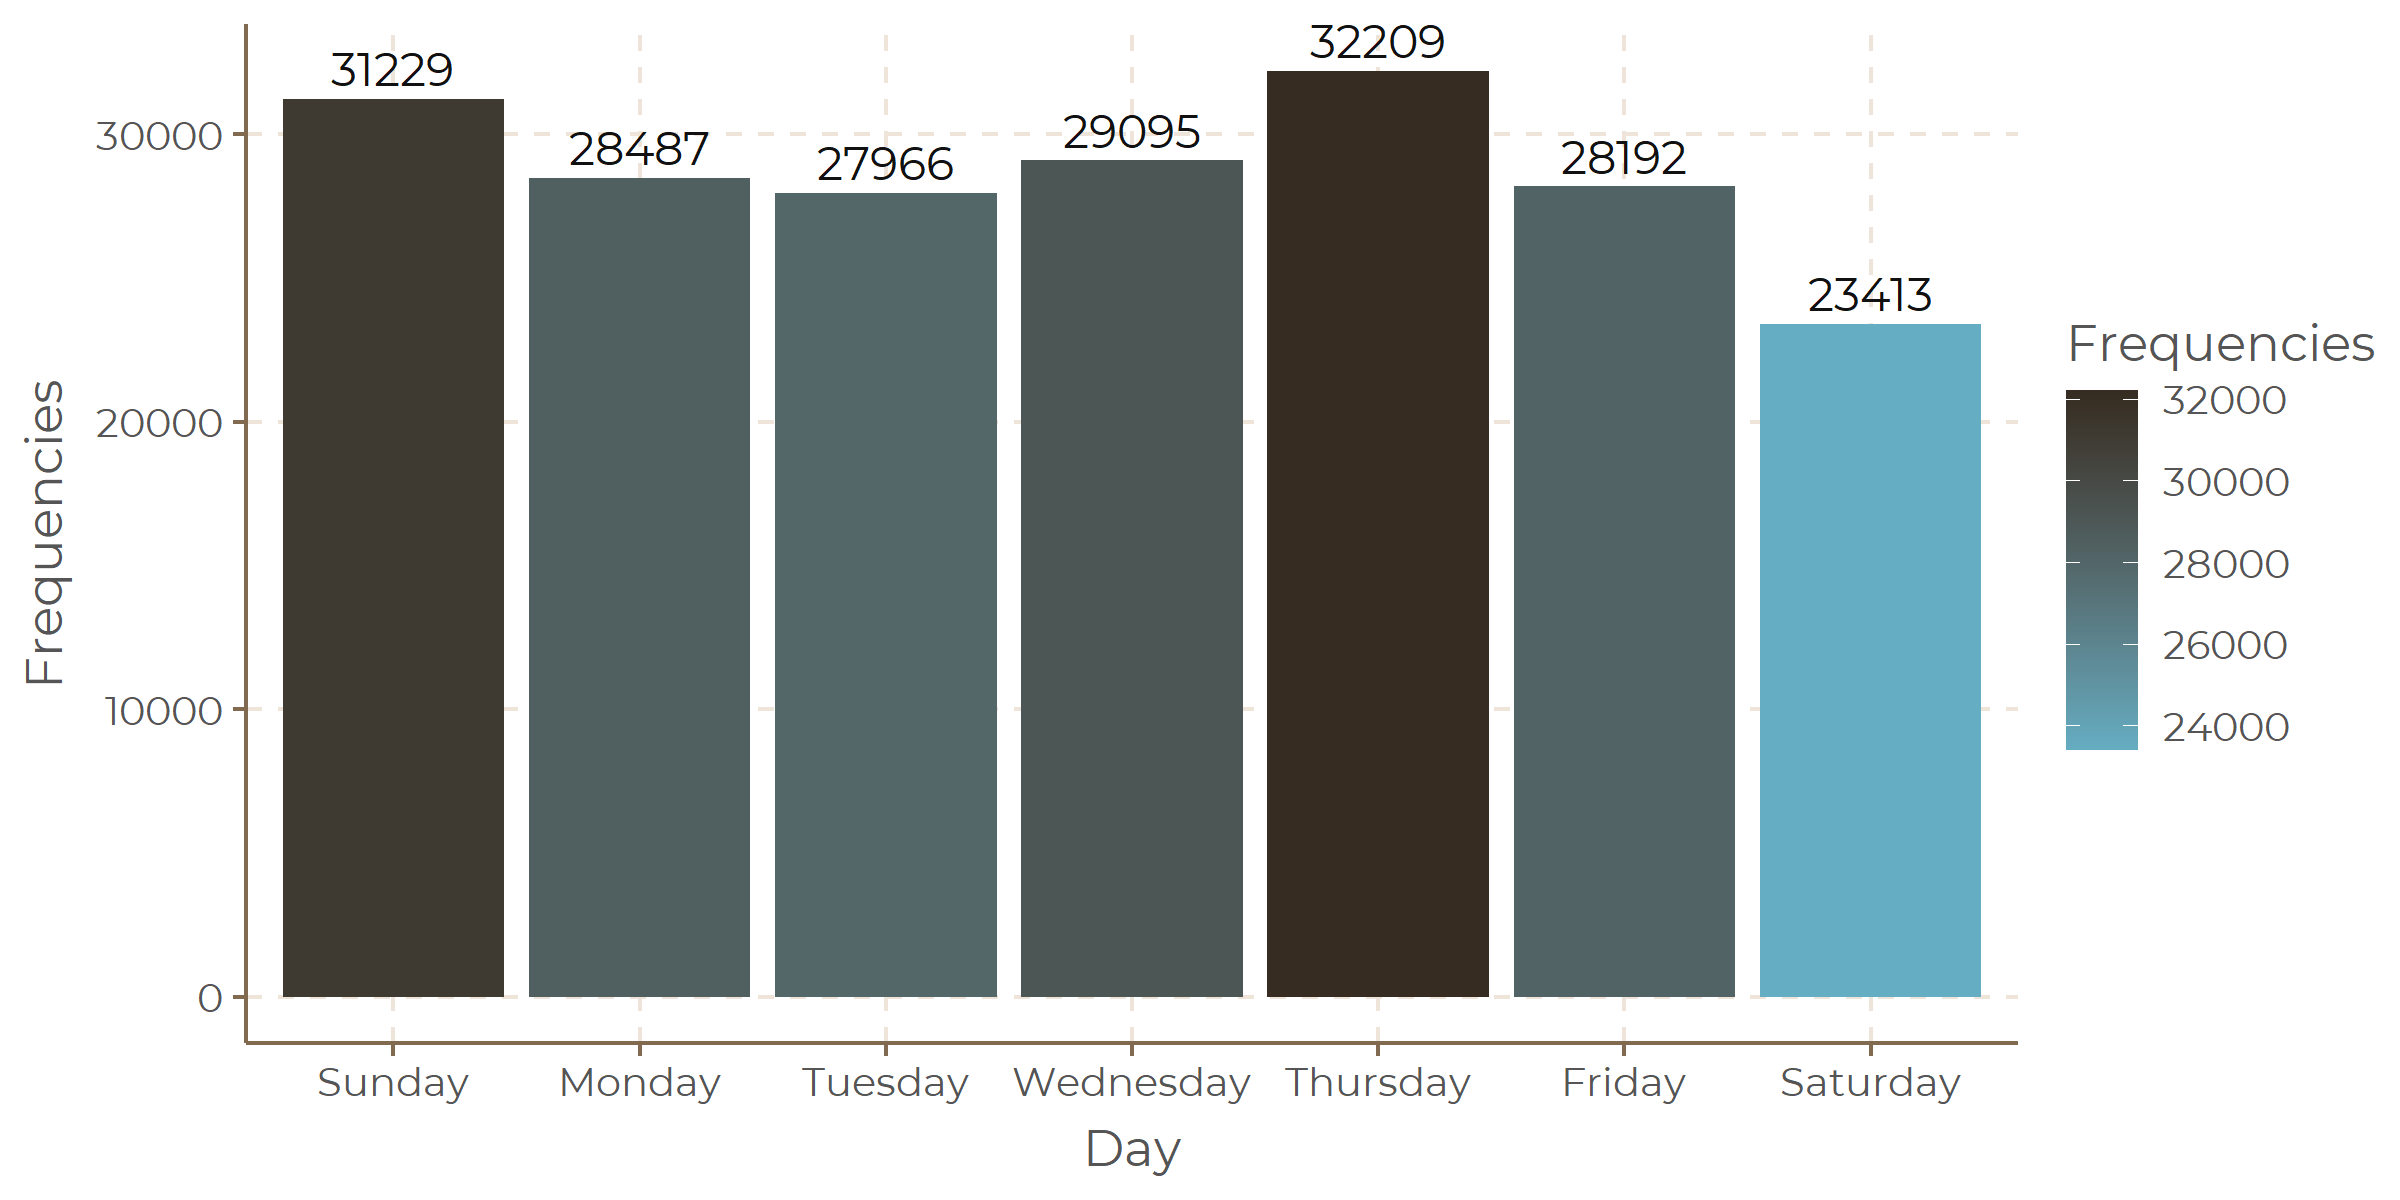 Frequencies
30000
20000
10000
0
31229
28487
27966
29095
32209
28192
23413
Sunday
Monday
Tuesday
Wednesday
Thursday
Friday
Saturday
Day
Frequencies
32000
30000
28000
26000
24000